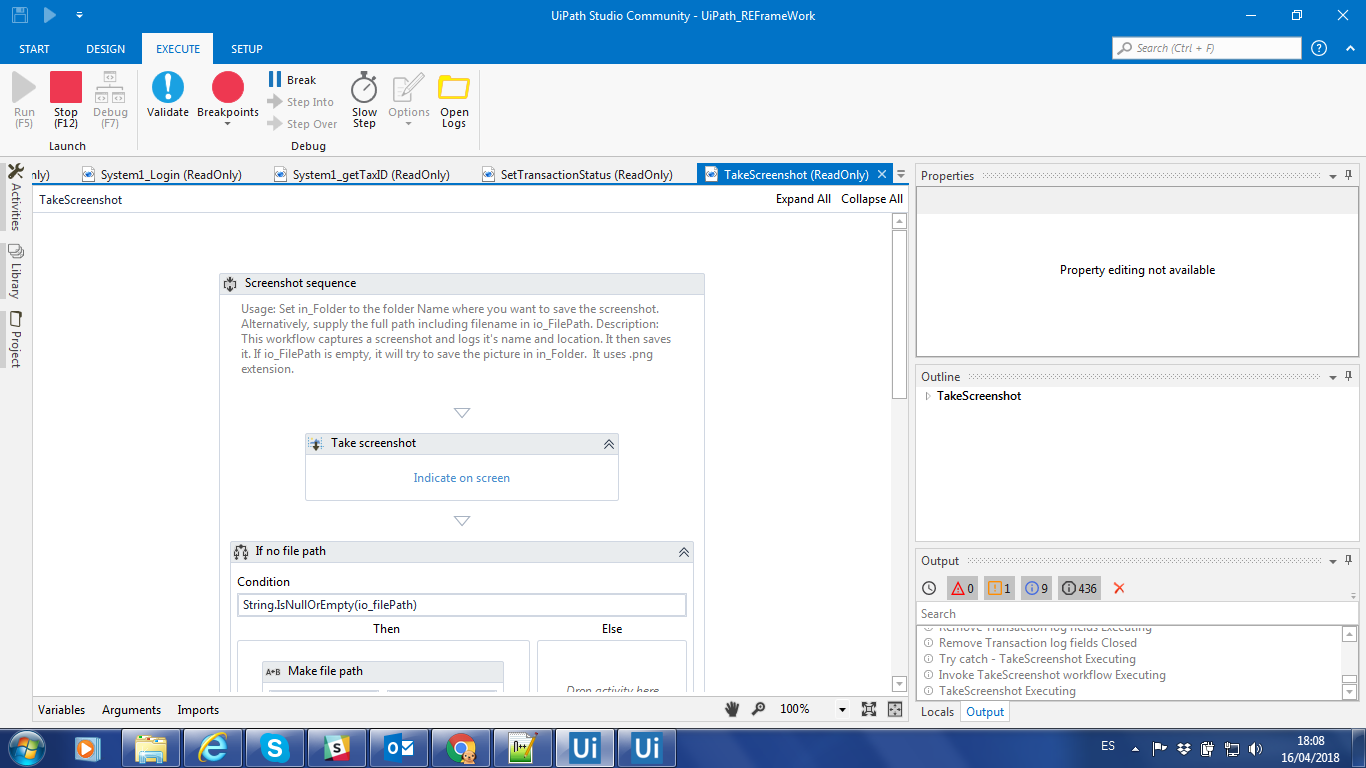 UiPath Studio Community - UiPath_REFrameWork
START DESIGN EXECUTE SETUP
Search (Ctrl + F)
Run (F5)
Stop (F12)
Debug (F7)
Launch
Validate
Breakpoints
Break
Step Into
Step Over
Slow Step
Options
Open Logs
Debug
nly) System1_Login (ReadOnly) System1_getTaxID (ReadOnly) SetTransactionStatus (ReadOnly) TakeScreenshot (ReadOnly)
Activities
Library
Project
TakeScreenshot Expand All Collapse All
Screenshot sequence
Usage: Set in_Folder to the folder Name where you want to save the screenshot.
Alternatively, supply the full path including filename in io_FilePath. Description:
This workflow captures a screenshot and logs it's name and location. It then saves
it. If io_FilePath is empty, it will try to save the picture in in_Folder.  It uses .png
extension.
Take screenshot
Indicate on screen
If no file path
Condition
String.IsNullOrEmpty(io_filePath)
Then Else
A+B Make file path
Drop activity here
Variables Arguments Imports 100%
Properties
Property editing not available
Outline
TakeScreenshot
Output
0 1 9 436
Search
Remove Transaction log fields Executing
Remove Transaction log fields Closed
Try catch - TakeScreenshot Executing
Invoke TakeScreenshot workflow Executing
TakeScreenshot Executing
Locals Output
Ui Ui
ES
18:08
16/04/2018